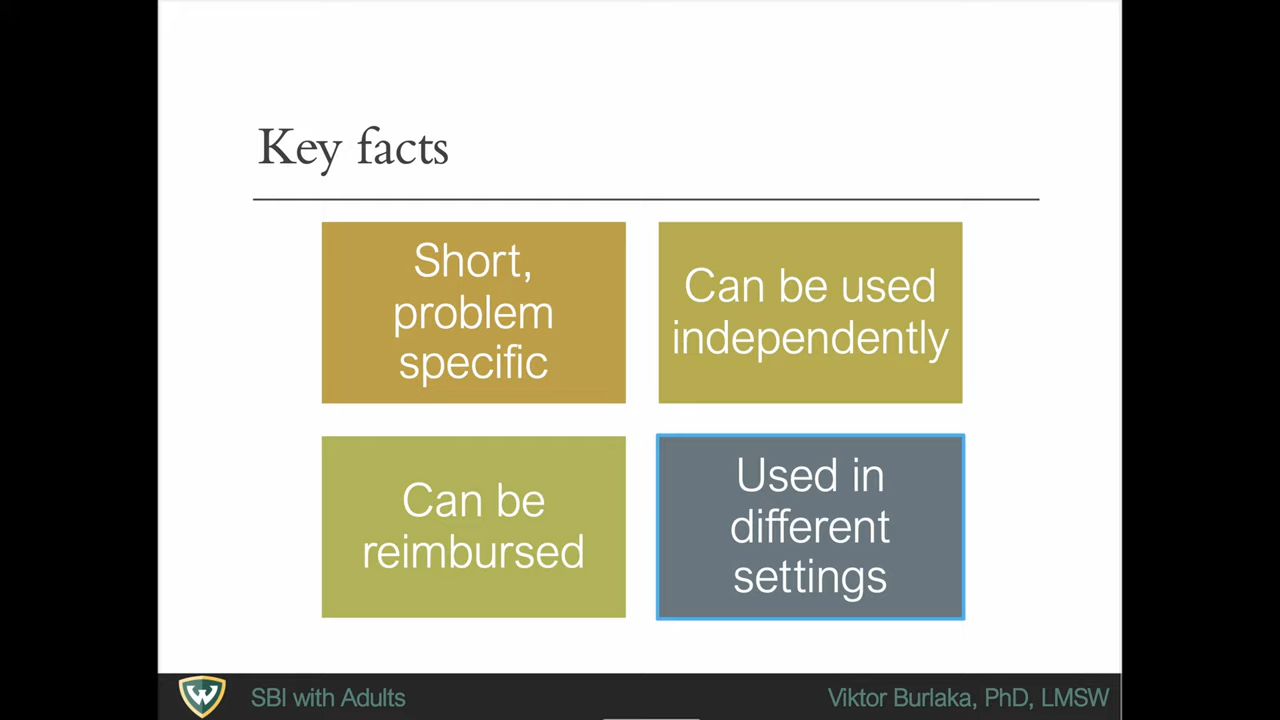 Key facts
Short,
problem
specific
Can be used
independently
Can be
reimbursed
Used in
different
settings
W
SBI with Adults
Viktor Burlaka, PhD, LMSW